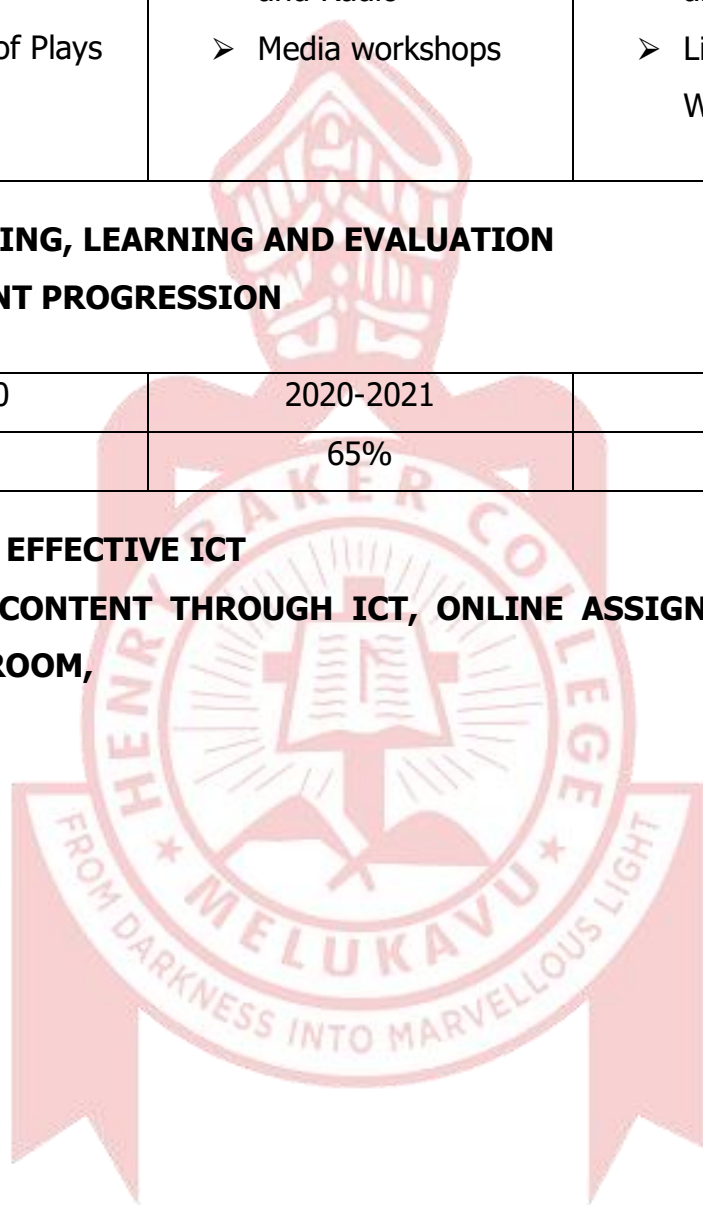 and Radio
of Plays ➢ Media workshops ➢ Li
W
ING, LEARNING AND EVALUATION
NT PROGRESSION
0 2020-2021
65%
EFFECTIVE ICT
CONTENT THROUGH ICT, ONLINE ASSIGN
ROOM,
HENRY BAKER COLLEGE
★ MELUKAVU ★
FROM DARKNESS INTO MARVELLOUS LIGHT